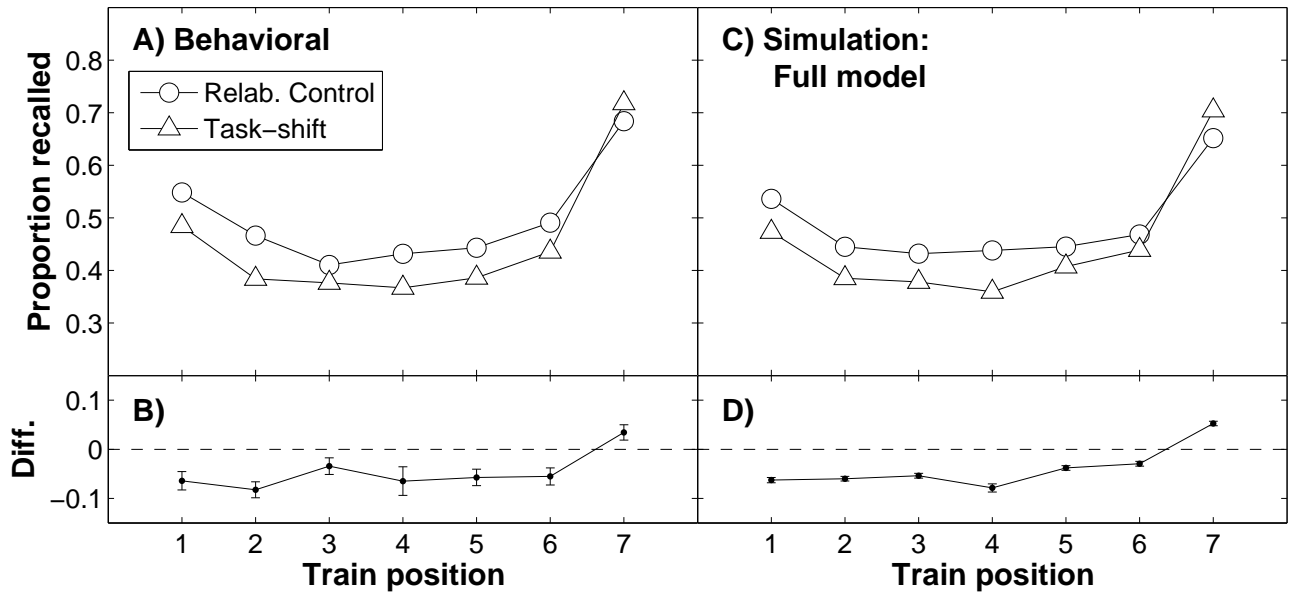 A) Behavioral
Relab. Control
Task−shift
Proportion recalled
0.8
0.7
0.6
0.5
0.4
0.3
C) Simulation:
Full model
B)
Diff.
0.1
0
−0.1
1 2 3 4 5 6 7
Train position
D)
1 2 3 4 5 6 7
Train position